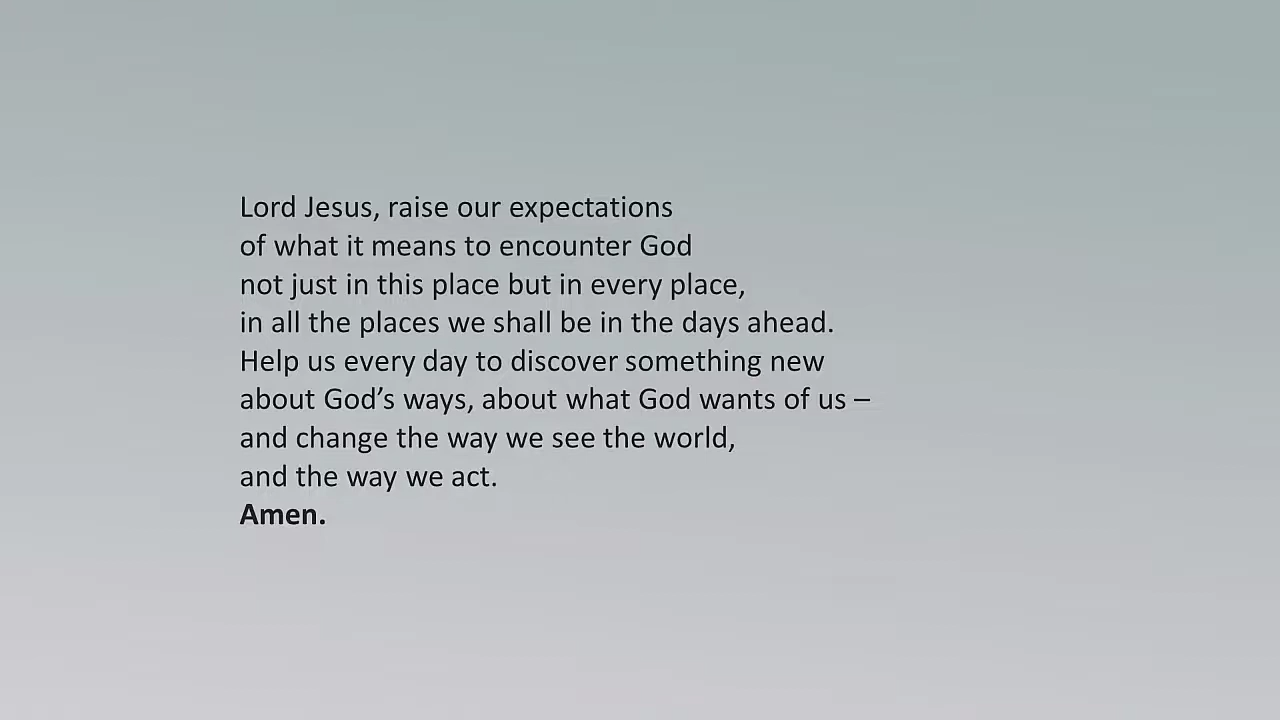 Lord Jesus, raise our expectations
of what it means to encounter God
not just in this place but in every place,
in all the places we shall be in the days ahead.
Help us every day to discover something new
about God’s ways, about what God wants of us –
and change the way we see the world,
and the way we act.
Amen.